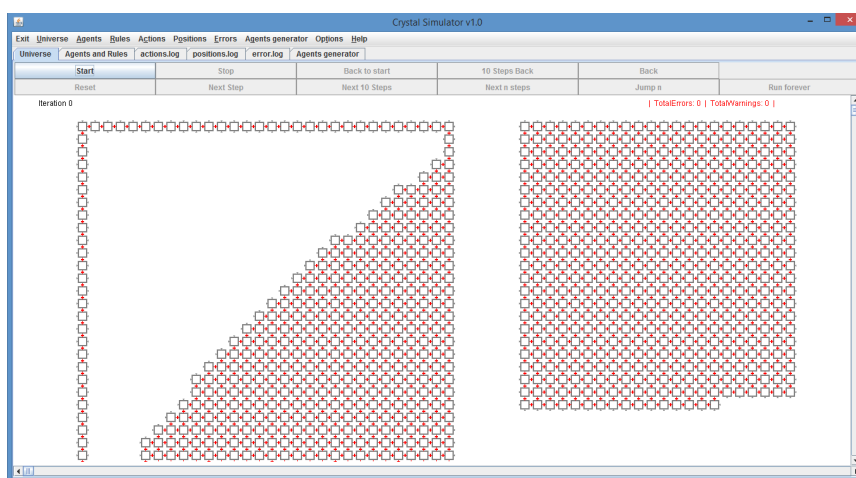 Crystal Simulator v1.0
Exit Universe Agents Rules Actions Positions Errors Agents generator Options Help
Universe Agents and Rules actions.log positions.log error.log Agents generator
Start Stop Back to start 10 Steps Back Back
Reset Next Step Next 10 Steps Next n steps Jump n Run forever
Iteration 0 | TotalErrors: 0 | TotalWarnings: 0 |